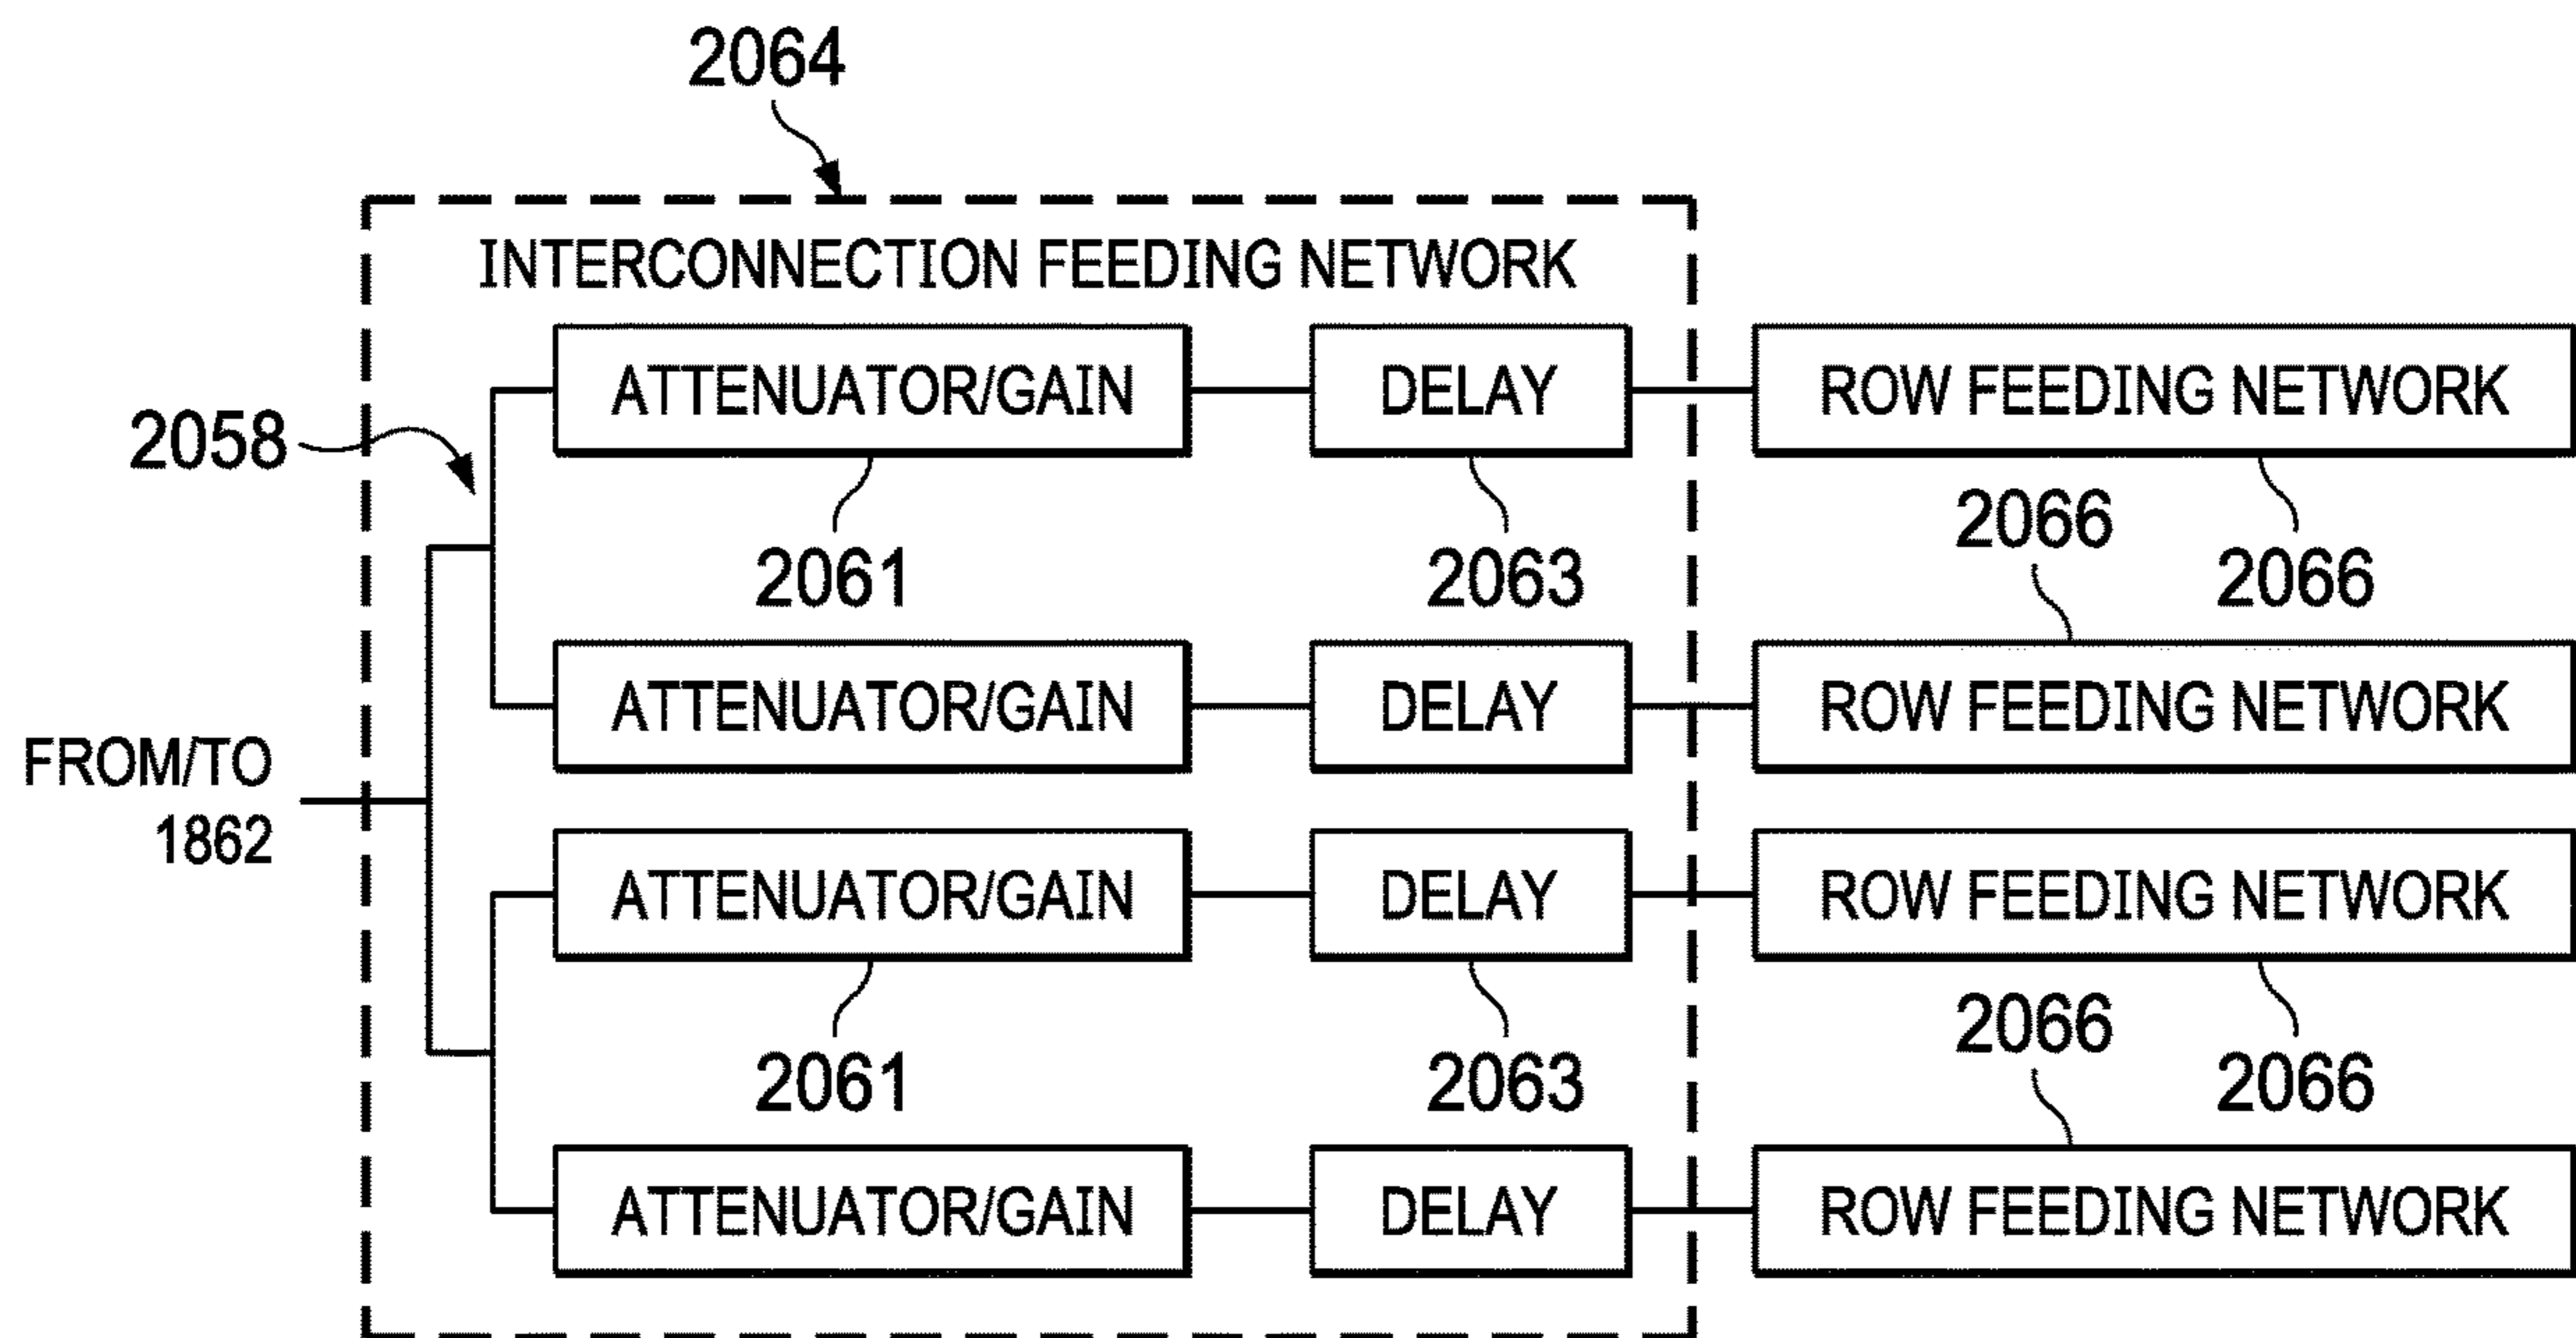 2064
INTERCONNECTION FEEDING NETWORK
ATTENUATOR/GAIN
DELAY
ROW FEEDING NETWORK
2058
2061
2063
2066
2066
ATTENUATOR/GAIN
DELAY
ROW FEEDING NETWORK
FROM/TO
1862
ATTENUATOR/GAIN
DELAY
ROW FEEDING NETWORK
2061
2063
2066
2066
ATTENUATOR/GAIN
DELAY
ROW FEEDING NETWORK